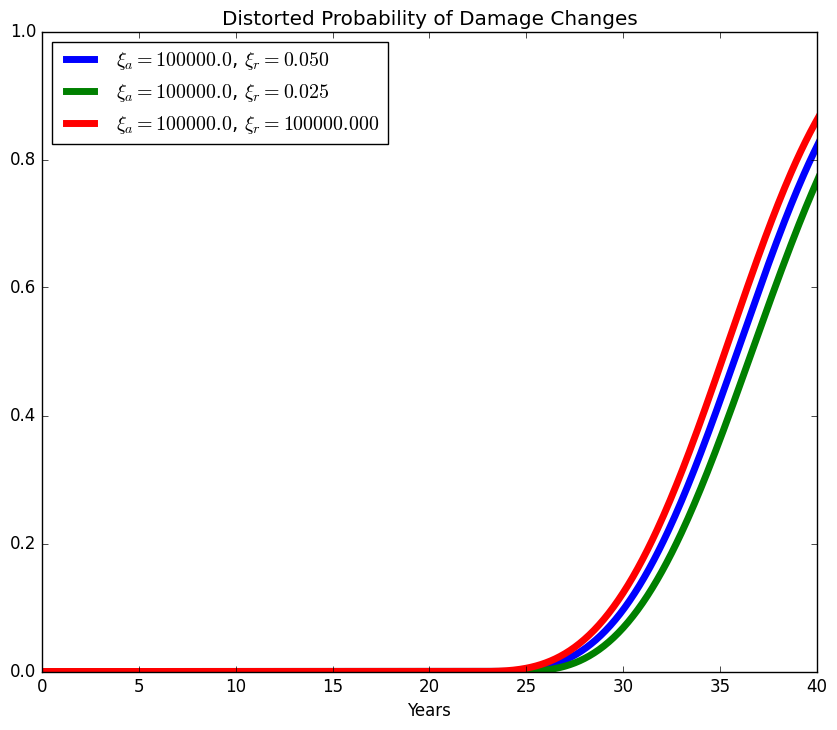 Distorted Probability of Damage Changes
1.0
0.8
0.6
0.4
0.2
0.0
ξₐ = 100000.0, ξᵣ = 0.050
ξₐ = 100000.0, ξᵣ = 0.025
ξₐ = 100000.0, ξᵣ = 100000.000
0 5 10 15 20 25 30 35 40
Years